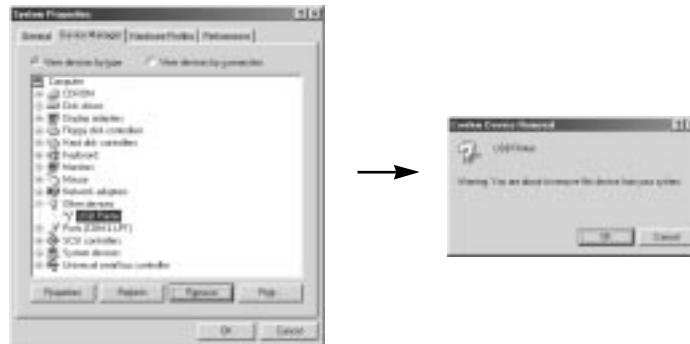 System Properties
General Device Manager Hardware Profiles Performance
View devices by type View devices by connection
Computer
CDROM
Disk drives
Display adapters
Floppy disk controllers
Hard disk controllers
Keyboard
Monitors
Mouse
Network adapters
Other devices
USB Printer
Ports (COM & LPT)
SCSI controllers
System devices
Universal serial bus controller
Properties Refresh Remove Print...
OK Cancel
Confirm Device Removal
USB Printer
Warning: You are about to remove this device from your system.
OK Cancel